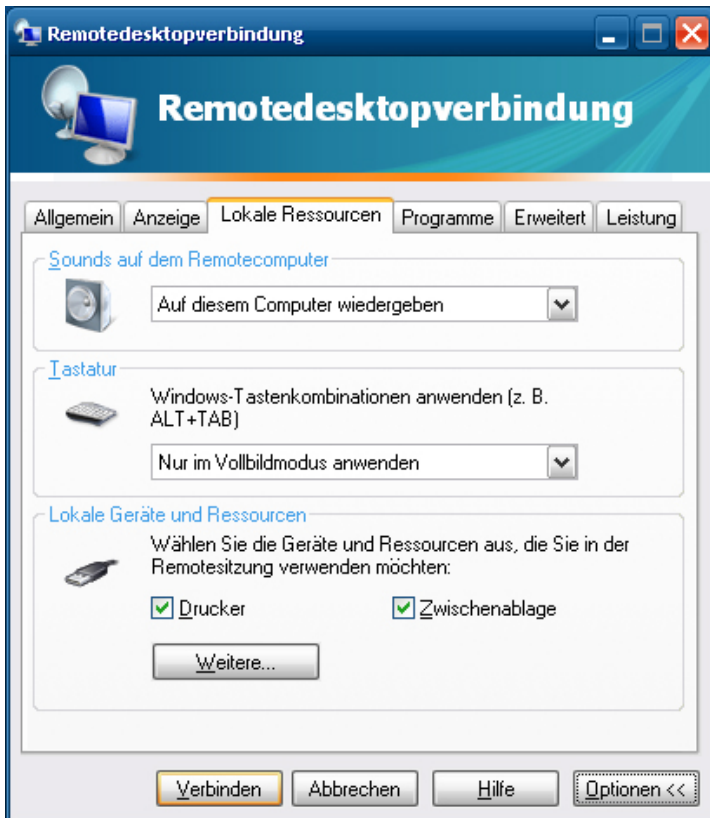 Remotedesktopverbindung
Remotedesktopverbindung
Allgemein Anzeige Lokale Ressourcen Programme Erweitert Leistung
Sounds auf dem Remotecomputer
Auf diesem Computer wiedergeben
Tastatur
Windows-Tastenkombinationen anwenden (z. B.
ALT+TAB)
Nur im Vollbildmodus anwenden
Lokale Geräte und Ressourcen
Wählen Sie die Geräte und Ressourcen aus, die Sie in der
Remotesitzung verwenden möchten:
Drucker Zwischenablage
Weitere...
Verbinden Abbrechen Hilfe Optionen <<